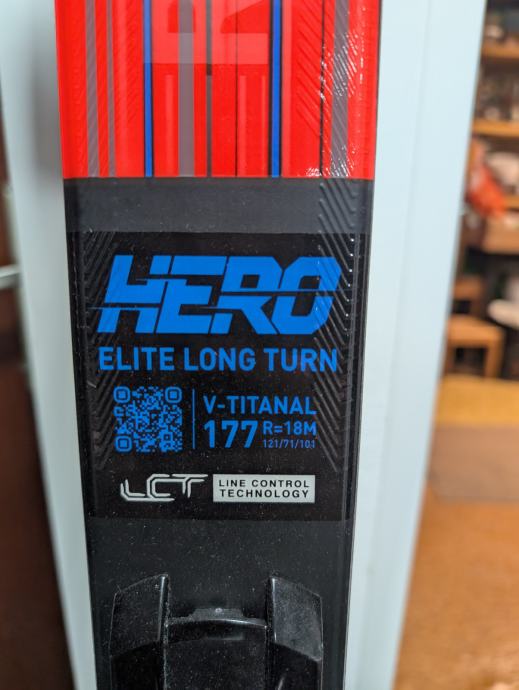 HERO
ELITE LONG TURN
V-TITANAL
177 R=18M
121/71/101
LCT LINE CONTROL
TECHNOLOGY